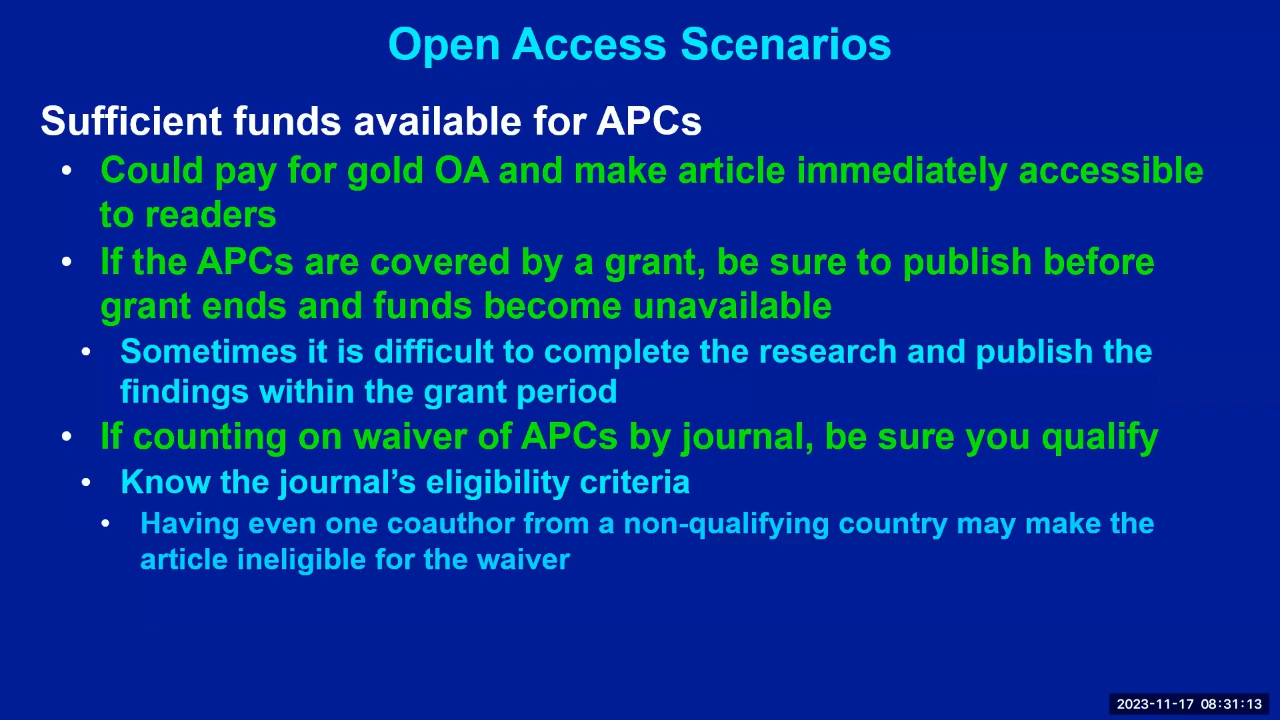 Open Access Scenarios
Sufficient funds available for APCs
• Could pay for gold OA and make article immediately accessible
to readers
• If the APCs are covered by a grant, be sure to publish before
grant ends and funds become unavailable
• Sometimes it is difficult to complete the research and publish the
findings within the grant period
• If counting on waiver of APCs by journal, be sure you qualify
• Know the journal’s eligibility criteria
• Having even one coauthor from a non-qualifying country may make the
article ineligible for the waiver
2023-11-17 08:31:13